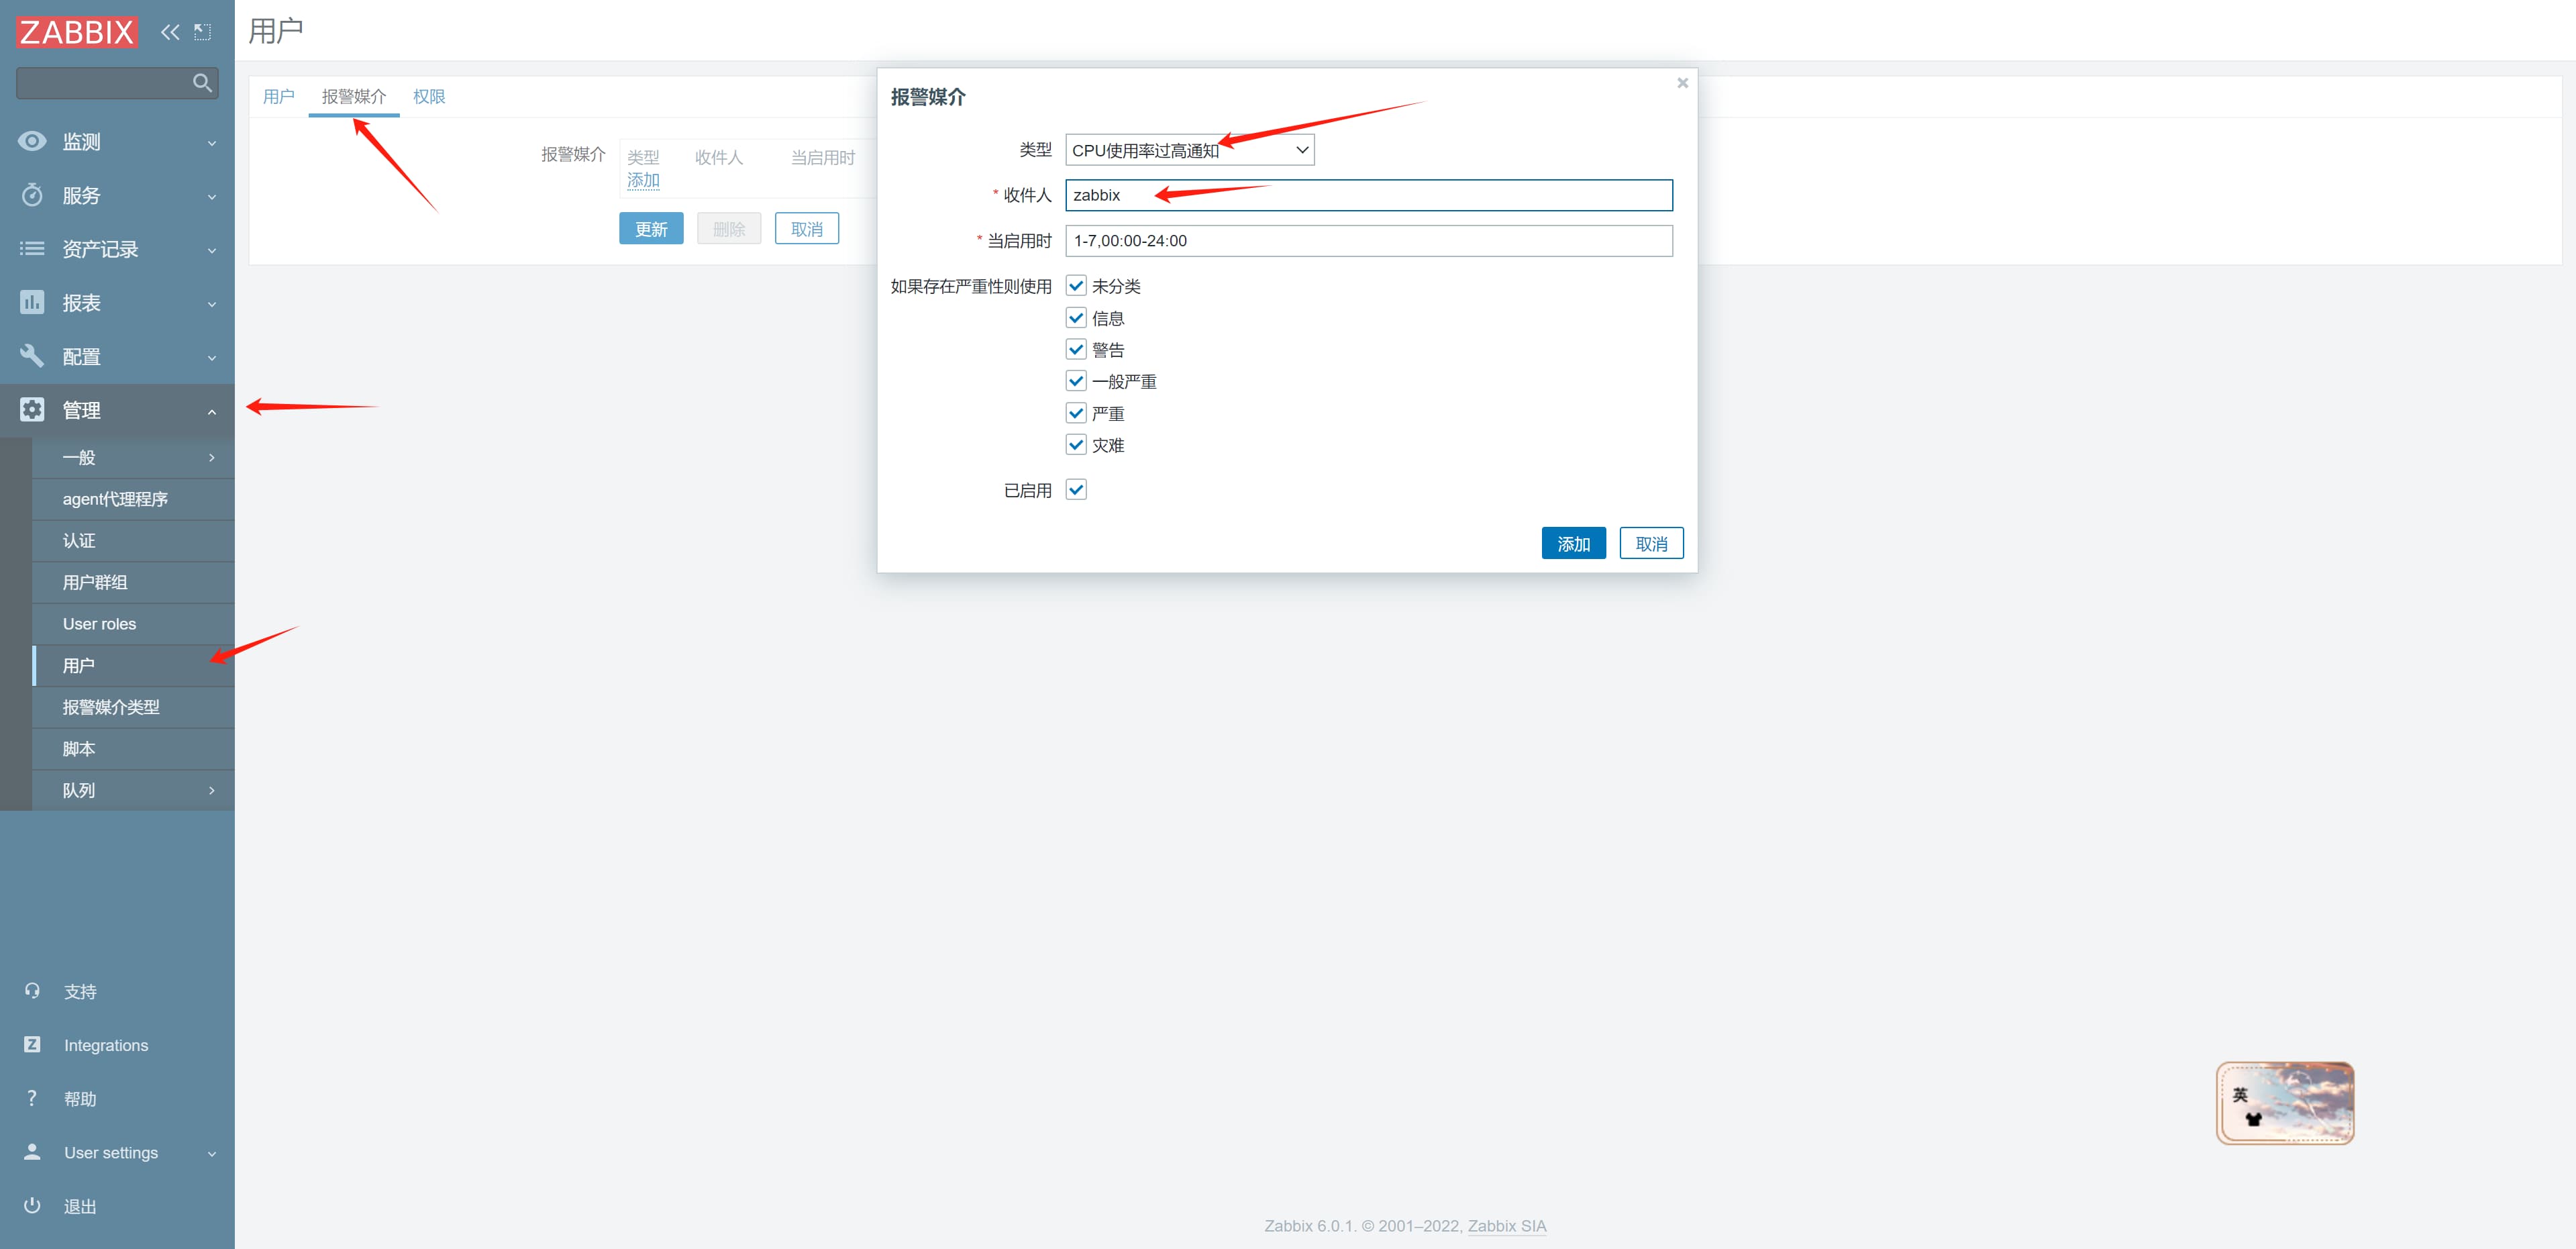 ZABBIX
监测
服务
资产记录
报表
配置
管理
一般
agent代理程序
认证
用户群组
User roles
用户
报警媒介类型
脚本
队列
支持
Integrations
帮助
User settings
退出
用户
用户 报警媒介 权限
报警媒介 类型 收件人 当启用时
添加
更新 删除 取消
报警媒介
类型 CPU使用率过高通知
* 收件人 zabbix
* 当启用时 1-7,00:00-24:00
如果存在严重性则使用 未分类
信息
警告
一般严重
严重
灾难
已启用
添加 取消
英
Zabbix 6.0.1. © 2001–2022, Zabbix SIA